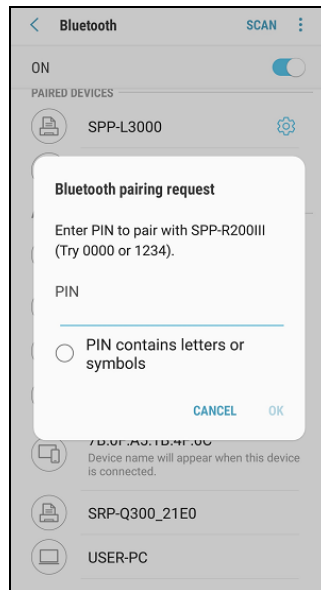 Bluetooth
SCAN
ON
PAIRED DEVICES
SPP-L3000
Bluetooth pairing request
Enter PIN to pair with SPP-R200III
(Try 0000 or 1234).
PIN
PIN contains letters or
symbols
CANCEL
OK
Device name will appear when this device
is connected.
SRP-Q300_21E0
USER-PC